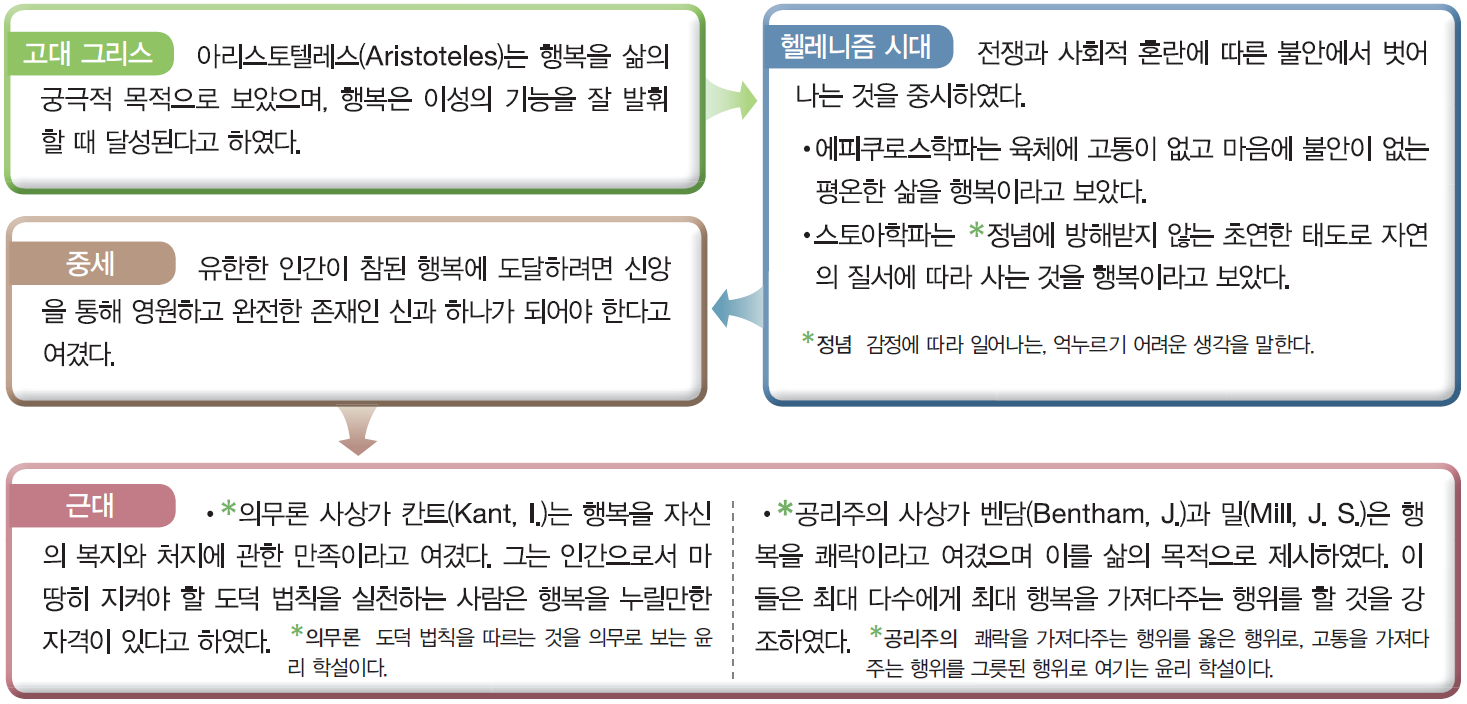 고대 그리스 아리스토텔레스(Aristoteles)는 행복을 삶의
궁극적 목적으로 보았으며, 행복은 이성의 기능을 잘 발휘
할 때 달성된다고 하였다.
헬레니즘 시대 전쟁과 사회적 혼란에 따른 불안에서 벗어
나는 것을 중시하였다.
•에피쿠로스학파는 육체에 고통이 없고 마음에 불안이 없는
평온한 삶을 행복이라고 보았다.
•스토아학파는 *정념에 방해받지 않는 초연한 태도로 자연
의 질서에 따라 사는 것을 행복이라고 보았다.
*정념 감정에 따라 일어나는, 억누르기 어려운 생각을 말한다.
중세 유한한 인간이 참된 행복에 도달하려면 신앙
을 통해 영원하고 완전한 존재인 신과 하나가 되어야 한다고
여겼다.
근대 •*의무론 사상가 칸트(Kant, I.)는 행복을 자신
의 복지와 처지에 관한 만족이라고 여겼다. 그는 인간으로서 마
땅히 지켜야 할 도덕 법칙을 실천하는 사람은 행복을 누릴만한
자격이 있다고 하였다. *의무론 도덕 법칙을 따르는 것을 의무로 보는 윤
리 학설이다.
•*공리주의 사상가 벤담(Bentham, J.)과 밀(Mill, J. S.)은 행
복을 쾌락이라고 여겼으며 이를 삶의 목적으로 제시하였다. 이
들은 최대 다수에게 최대 행복을 가져다주는 행위를 할 것을 강
조하였다. *공리주의 쾌락을 가져다주는 행위를 옳은 행위로, 고통을 가져다
주는 행위를 그릇된 행위로 여기는 윤리 학설이다.